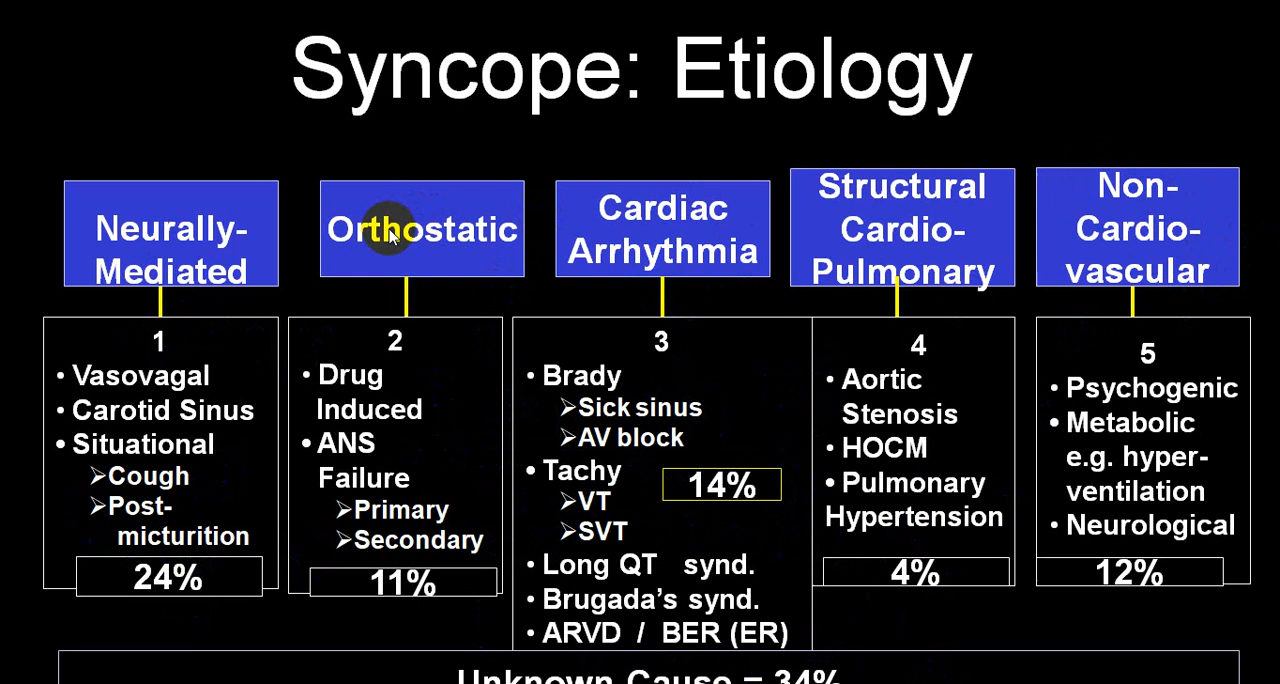 Syncope: Etiology
Neurally-
Mediated
Orthostatic
Cardiac
Arrhythmia
Structural
Cardio-
Pulmonary
Non-
Cardio-
vascular
1
• Vasovagal
• Carotid Sinus
• Situational
➢Cough
➢Post-
micturition
24%
2
• Drug
Induced
• ANS
Failure
➢Primary
➢Secondary
11%
3
• Brady
➢Sick sinus
➢AV block
• Tachy
14%
➢VT
➢SVT
• Long QT synd.
• Brugada's synd.
• ARVD / BER (ER)
4
• Aortic
Stenosis
• HOCM
• Pulmonary
Hypertension
4%
5
• Psychogenic
• Metabolic
e.g. hyper-
ventilation
• Neurological
12%
Unknown Cause = 34%